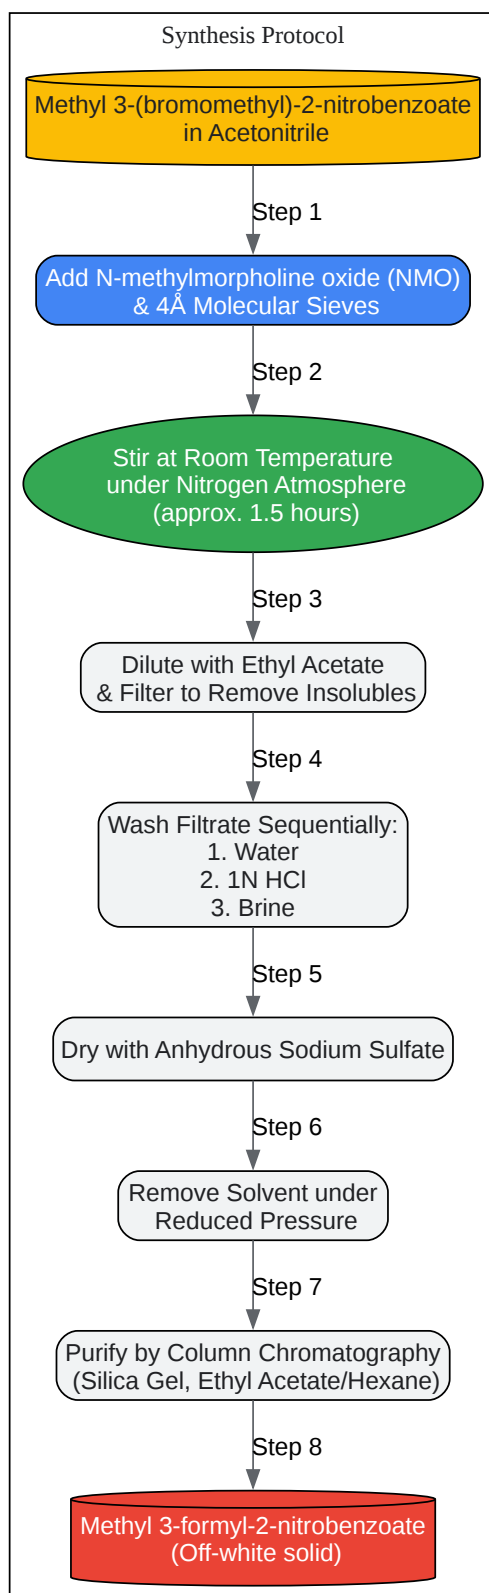 Synthesis Protocol
Methyl 3-(bromomethyl)-2-nitrobenzoate
in Acetonitrile
Step 1
Add N-methylmorpholine oxide (NMO)
& 4Å Molecular Sieves
Step 2
Stir at Room Temperature
under Nitrogen Atmosphere
(approx. 1.5 hours)
Step 3
Dilute with Ethyl Acetate
& Filter to Remove Insolubles
Step 4
Wash Filtrate Sequentially:
1. Water
2. 1N HCl
3. Brine
Step 5
Dry with Anhydrous Sodium Sulfate
Step 6
Remove Solvent under
Reduced Pressure
Step 7
Purify by Column Chromatography
(Silica Gel, Ethyl Acetate/Hexane)
Step 8
Methyl 3-formyl-2-nitrobenzoate
(Off-white solid)